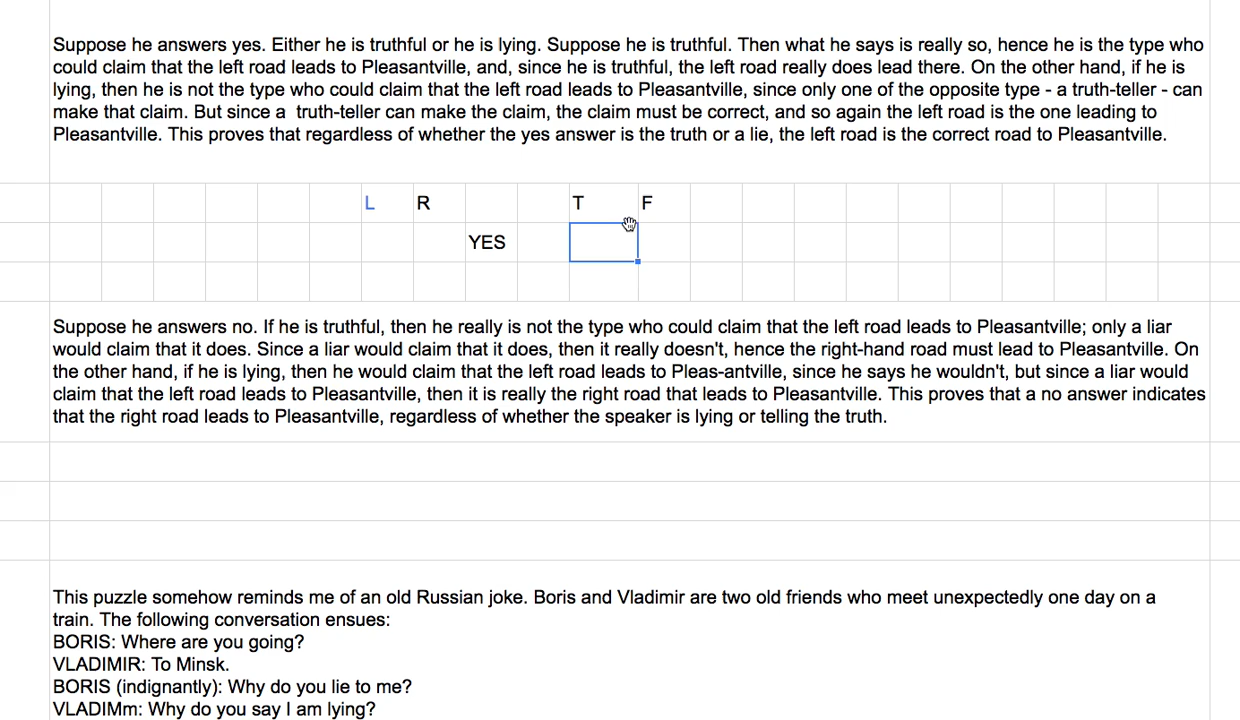 Suppose he answers yes. Either he is truthful or he is lying. Suppose he is truthful. Then what he says is really so, hence he is the type who
could claim that the left road leads to Pleasantville, and, since he is truthful, the left road really does lead there. On the other hand, if he is
lying, then he is not the type who could claim that the left road leads to Pleasantville, since only one of the opposite type - a truth-teller - can
make that claim. But since a  truth-teller can make the claim, the claim must be correct, and so again the left road is the one leading to
Pleasantville. This proves that regardless of whether the yes answer is the truth or a lie, the left road is the correct road to Pleasantville.
L R T F
YES
Suppose he answers no. If he is truthful, then he really is not the type who could claim that the left road leads to Pleasantville; only a liar
would claim that it does. Since a liar would claim that it does, then it really doesn't, hence the right-hand road must lead to Pleasantville. On
the other hand, if he is lying, then he would claim that the left road leads to Pleas-antville, since he says he wouldn't, but since a liar would
claim that the left road leads to Pleasantville, then it is really the right road that leads to Pleasantville. This proves that a no answer indicates
that the right road leads to Pleasantville, regardless of whether the speaker is lying or telling the truth.
This puzzle somehow reminds me of an old Russian joke. Boris and Vladimir are two old friends who meet unexpectedly one day on a
train. The following conversation ensues:
BORIS: Where are you going?
VLADIMIR: To Minsk.
BORIS (indignantly): Why do you lie to me?
VLADIMm: Why do you say I am lying?